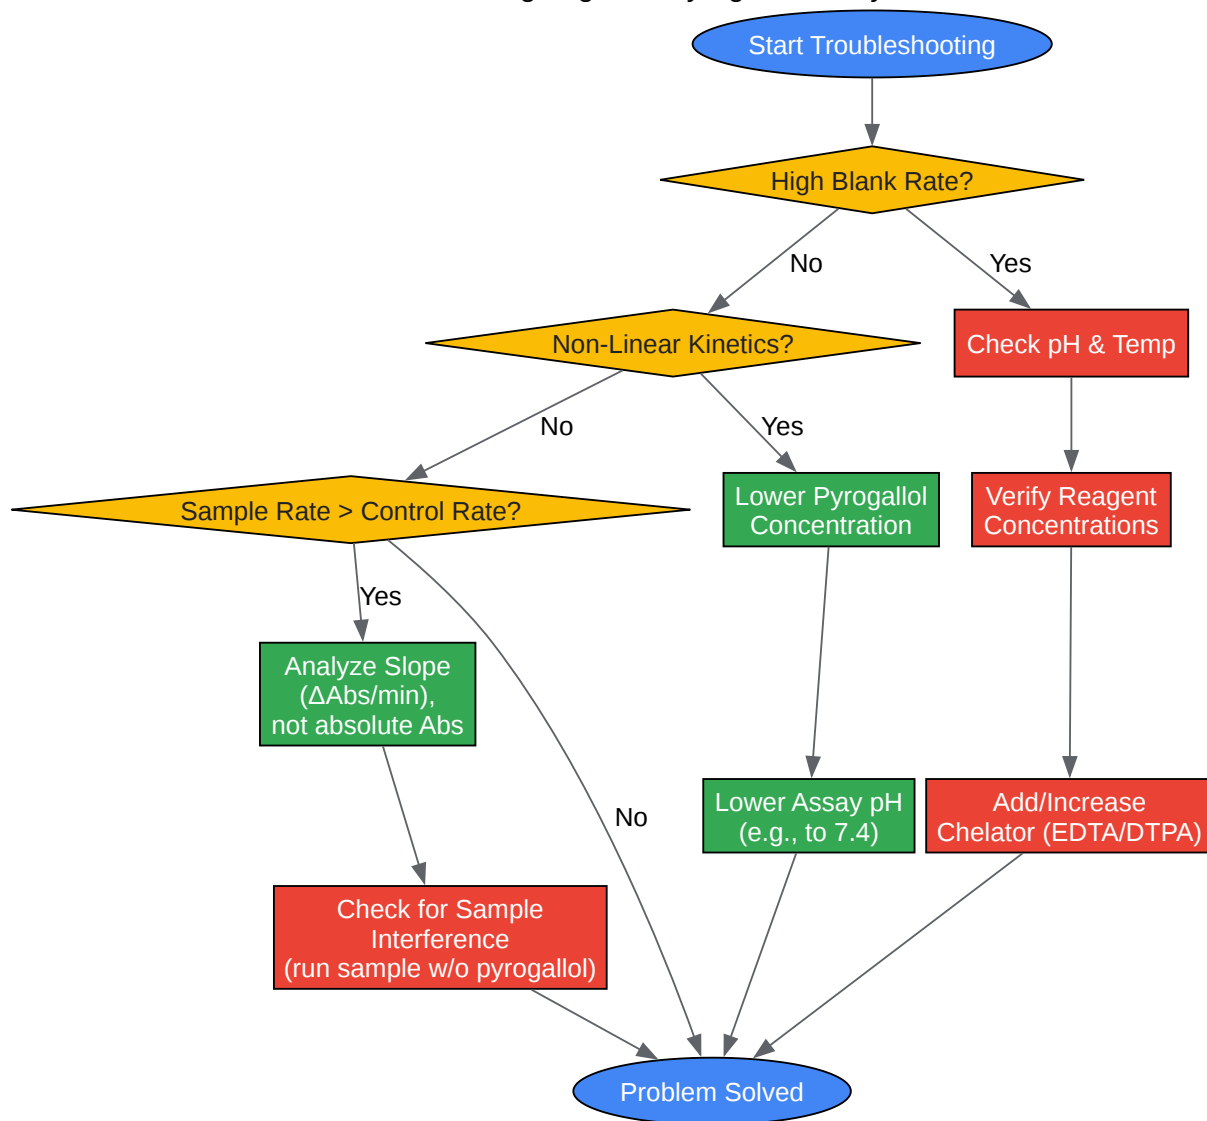 Start Troubleshooting
High Blank Rate?
No
Yes
Non-Linear Kinetics?
Check pH & Temp
No
Yes
Sample Rate > Control Rate?
Lower Pyrogallol
Concentration
Verify Reagent
Concentrations
Yes
Analyze Slope
(ΔAbs/min),
not absolute Abs
No
Lower Assay pH
(e.g., to 7.4)
Add/Increase
Chelator (EDTA/DTPA)
Check for Sample
Interference
(run sample w/o pyrogallol)
Problem Solved